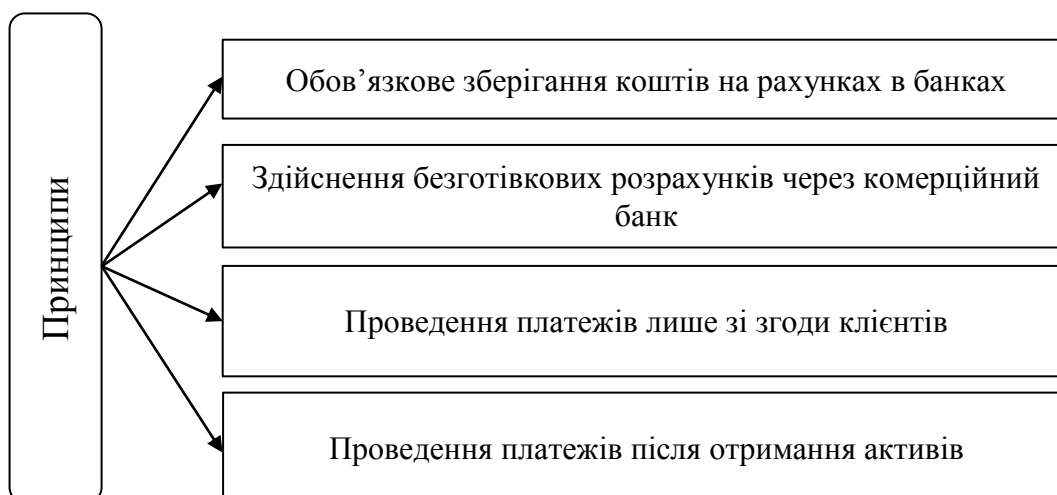 Принципи
Обов’язкове зберігання коштів на рахунках в банках
Здійснення безготівкових розрахунків через комерційний
банк
Проведення платежів лише зі згоди клієнтів
Проведення платежів після отримання активів